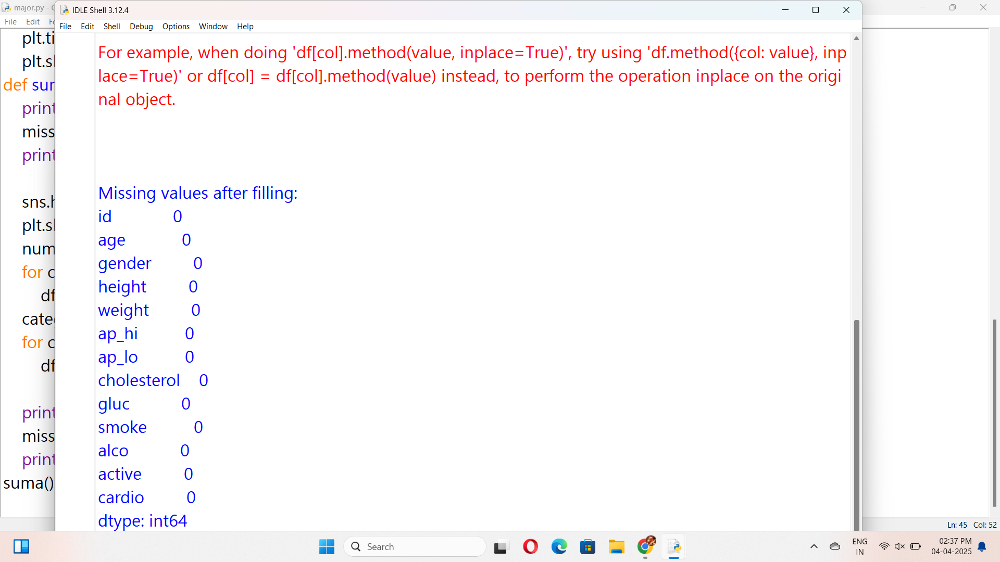 major.py - C
File Edit Fo
plt.ti
plt.sl
def sur
print
miss
print
sns.h
plt.sl
num
for c
df
cate
for c
df
print
miss
print
suma()
IDLE Shell 3.12.4
File Edit Shell Debug Options Window Help
For example, when doing 'df[col].method(value, inplace=True)', try using 'df.method({col: value}, inp
lace=True)' or df[col] = df[col].method(value) instead, to perform the operation inplace on the origi
nal object.
Missing values after filling:
id 0
age 0
gender 0
height 0
weight 0
ap_hi 0
ap_lo 0
cholesterol 0
gluc 0
smoke 0
alco 0
active 0
cardio 0
dtype: int64
Ln: 45 Col: 52
Search
ENG
IN
02:37 PM
04-04-2025